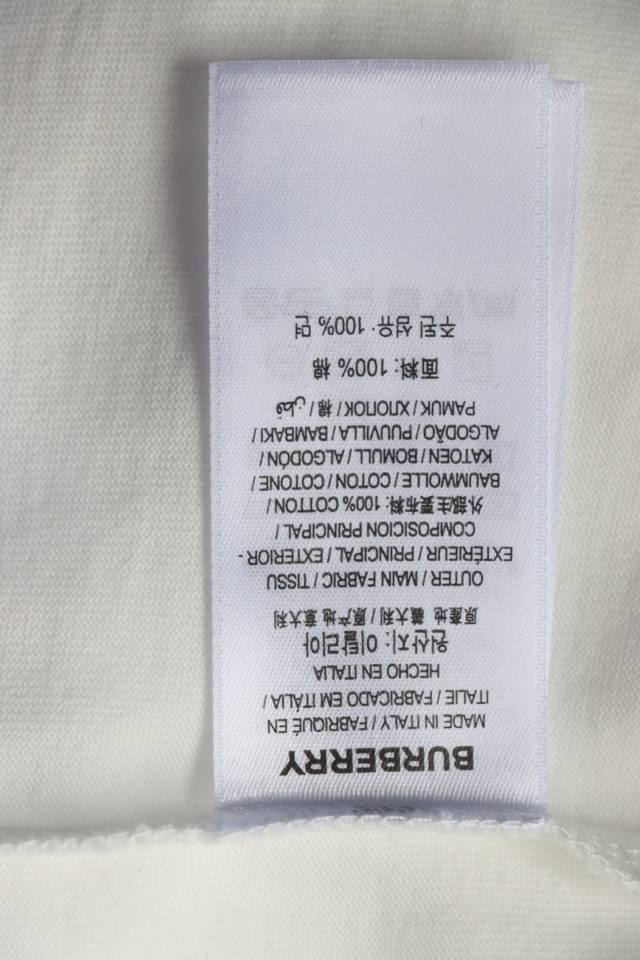 BURBERRY
MADE IN ITALY / FABRIQUÉ EN
ITALIE / FABRICADO EM ITÁLIA /
HECHO EN ITALIA
원산지: 이탈리아
原産地 義大利 / 原产地 意大利
OUTER / MAIN FABRIC / TISSU
EXTÉRIEUR / PRINCIPAL / EXTERIOR -
COMPOSICION PRINCIPAL /
外部主要布料: 100% COTTON /
BAUMWOLLE / COTON / COTONE /
KATOEN / BOMULL / ALGODÓN /
ALGODÃO / PUUVILLA / BAMBAKI /
PAMUK / ХЛОПОК / 棉 / قطن
面料: 100% 棉
주된 섬유: 100% 면